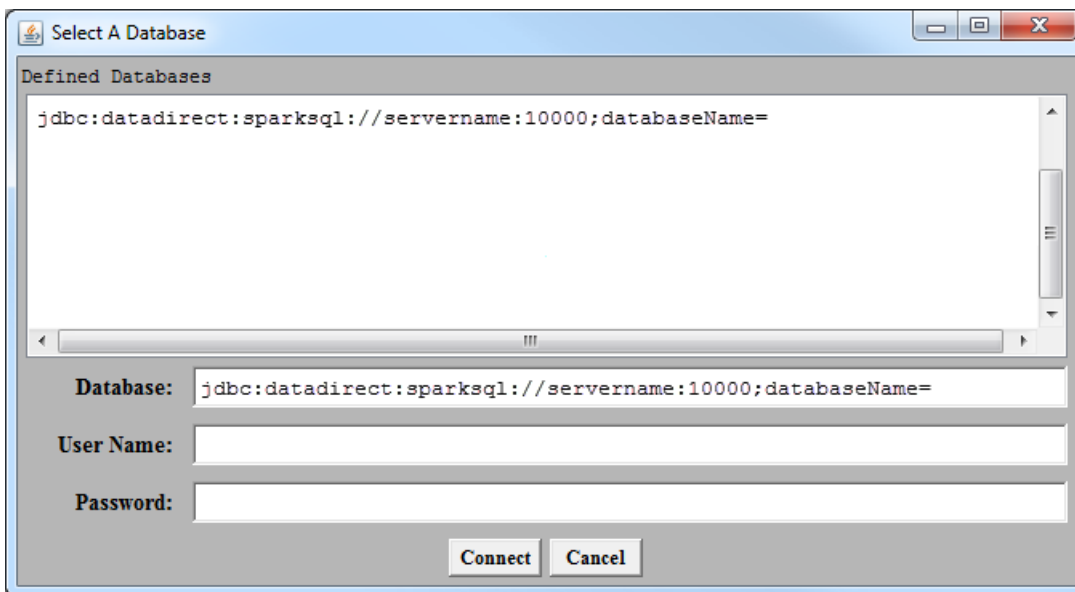 Select A Database
Defined Databases
jdbc:datadirect:sparksql://servername:10000;databaseName=
Database: jdbc:datadirect:sparksql://servername:10000;databaseName=
User Name:
Password:
Connect Cancel